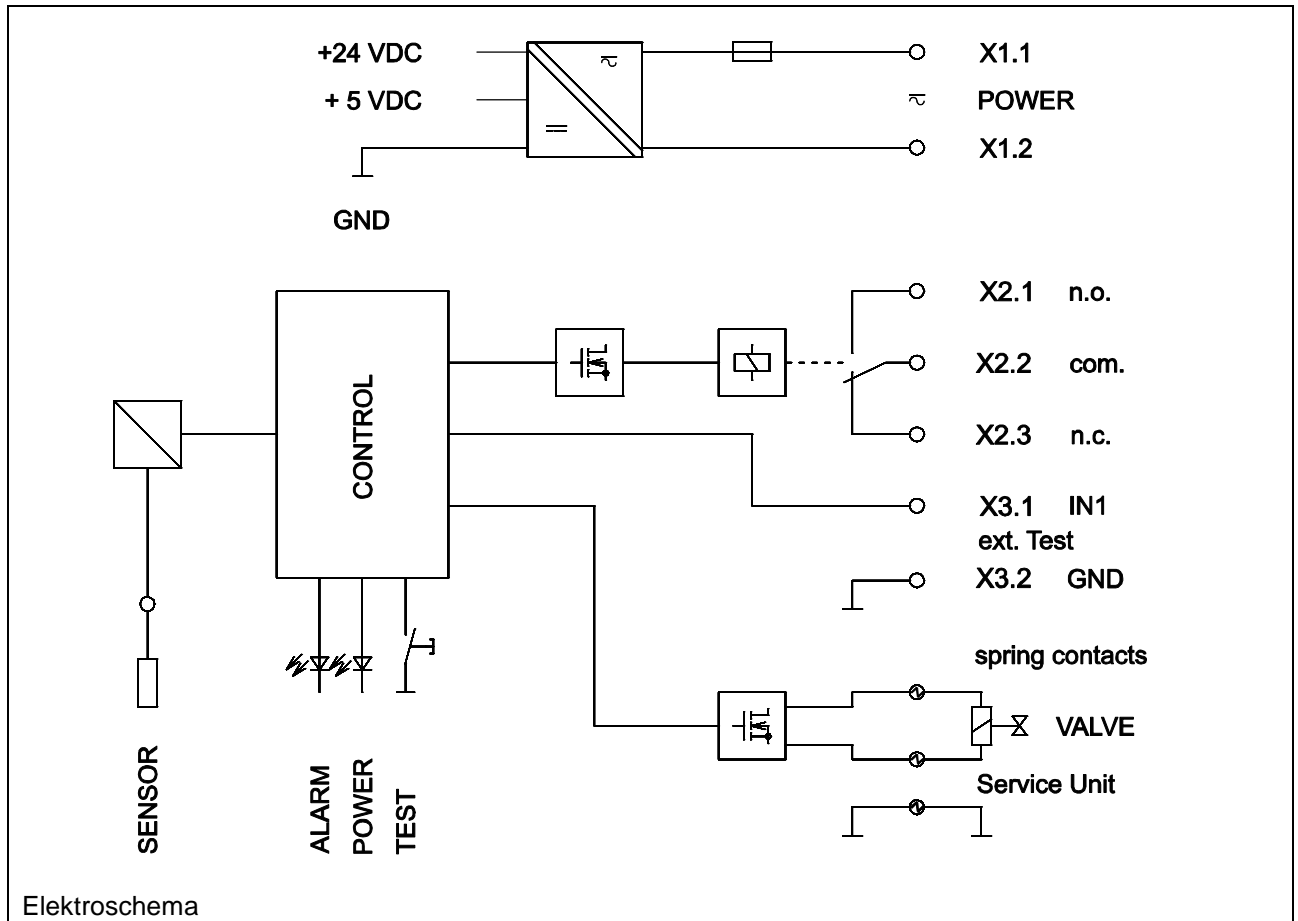 +24 VDC
X1.1
+ 5 VDC
POWER
X1.2
GND
X2.1 n.o.
X2.2 com.
X2.3 n.c.
CONTROL
X3.1 IN1
ext. Test
X3.2 GND
spring contacts
VALVE
Service Unit
SENSOR
ALARM
POWER
TEST
Elektroschema